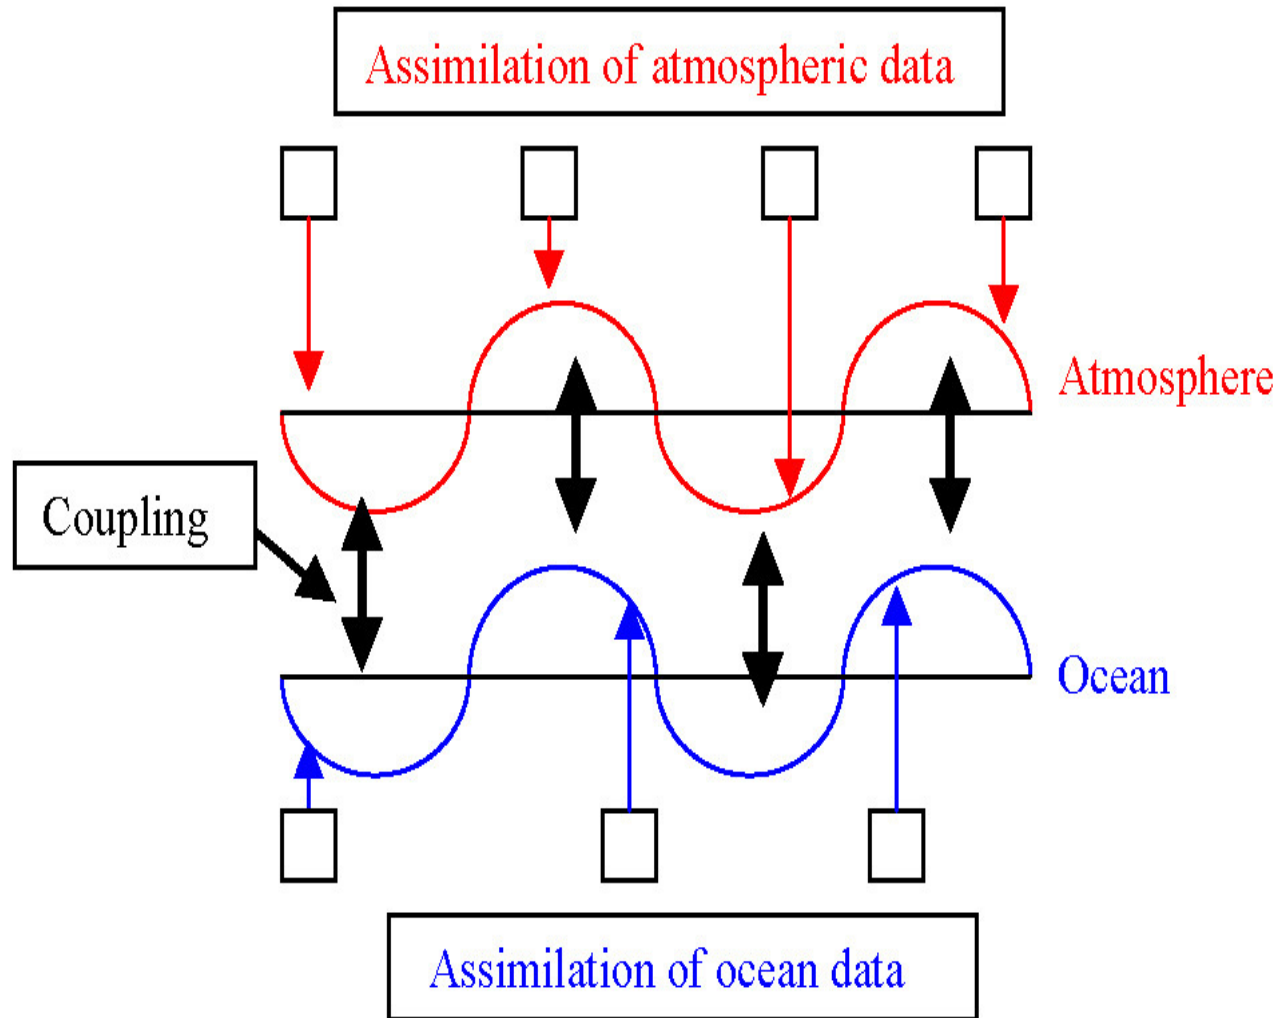 Assimilation of atmospheric data
Atmosphere
Coupling
Ocean
Assimilation of ocean data